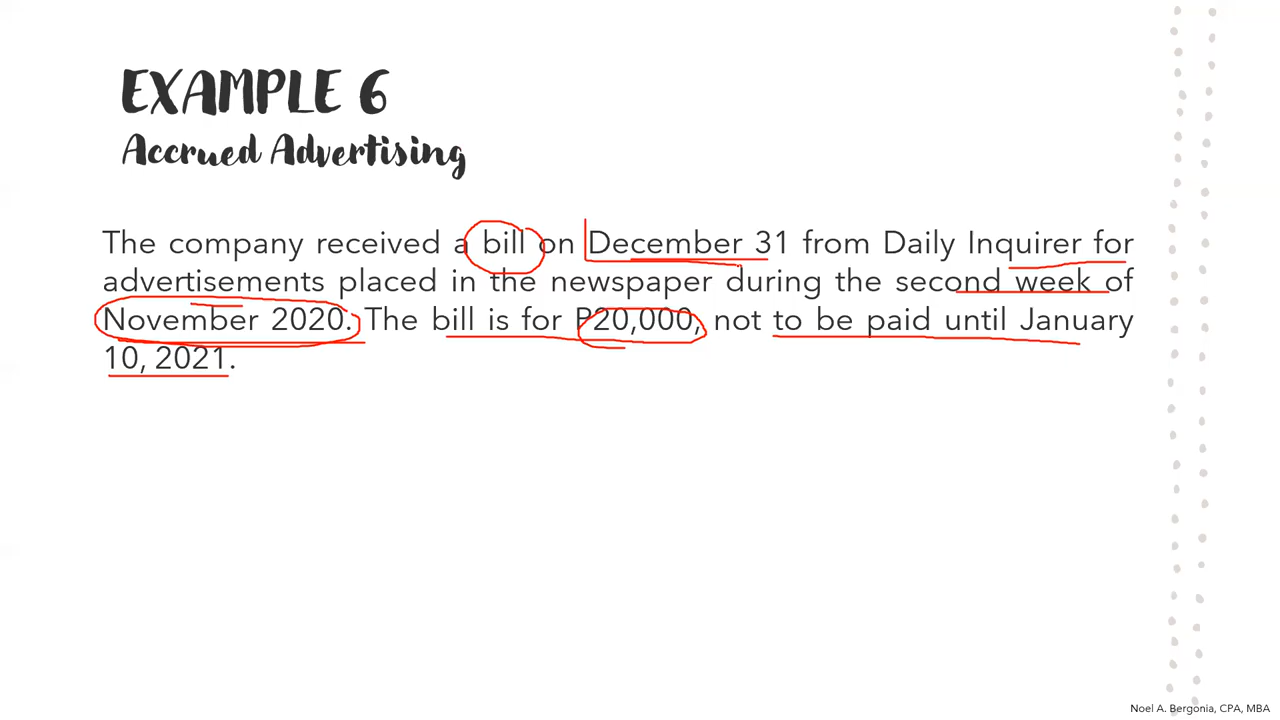 EXAMPLE 6
Accrued Advertising
The company received a bill on December 31 from Daily Inquirer for
advertisements placed in the newspaper during the second week of
November 2020. The bill is for P20,000, not to be paid until January
10, 2021.
Noel A. Bergonia, CPA, MBA